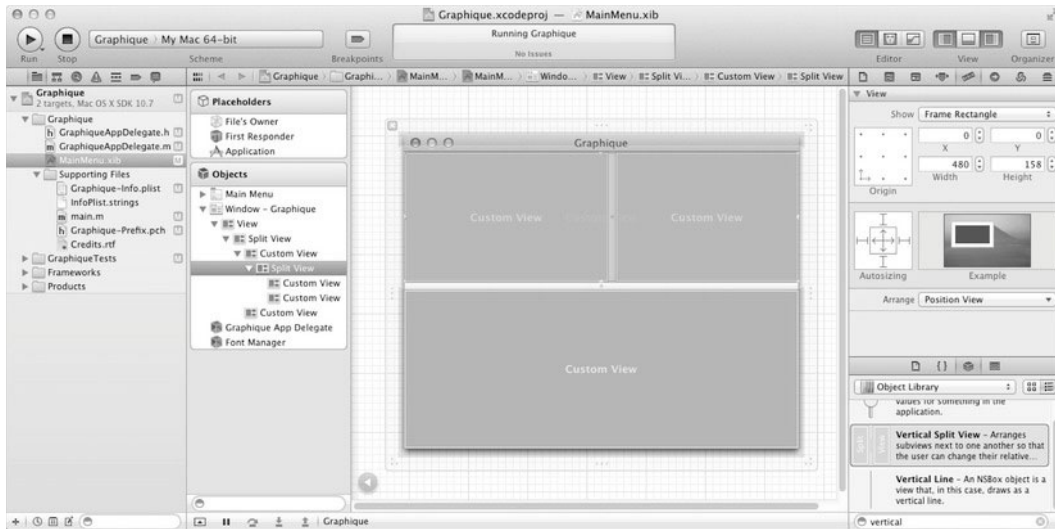 Graphique.xcodeproj — MainMenu.xib
Run
Stop
Graphique › My Mac 64-bit
Scheme
Breakpoints
Running Graphique
No Issues
Editor
View
Organizer
Graphique
2 targets, Mac OS X SDK 10.7
Graphique
GraphiqueAppDelegate.h
GraphiqueAppDelegate.m
MainMenu.xib
Supporting Files
Graphique-Info.plist
InfoPlist.strings
main.m
Graphique-Prefix.pch
Credits.rtf
GraphiqueTests
Frameworks
Products
Graphique › Graphi... › MainM... › MainM... › Windo... › View › Split Vi... › Custom View › Split View
Placeholders
File's Owner
First Responder
Application
Objects
Main Menu
Window – Graphique
View
Split View
Custom View
Split View
Custom View
Custom View
Custom View
Graphique App Delegate
Font Manager
Graphique
Custom View
Custom View
Custom View
Graphique
View
Show Frame Rectangle
0 0
X Y
480 158
Width Height
Origin
Autosizing
Example
Arrange Position View
Object Library
values for something in the
application.
Split View
Vertical Split View – Arranges
subviews next to one another so that
the user can change their relative...
Vertical Line – An NSBox object is a
view that, in this case, draws as a
vertical line.
vertical